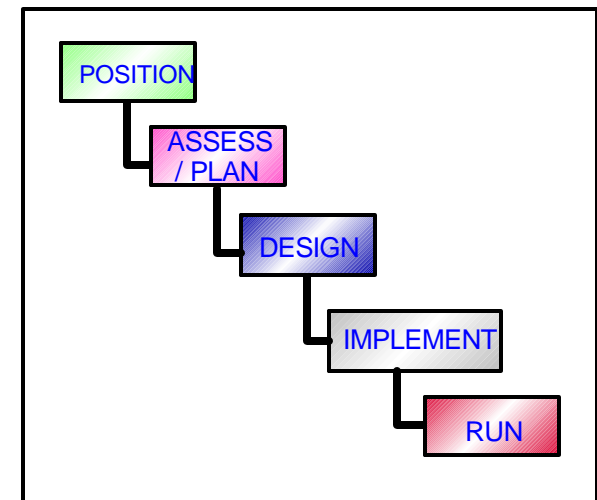 POSITION
ASSESS
/ PLAN
DESIGN
IMPLEMENT
RUN